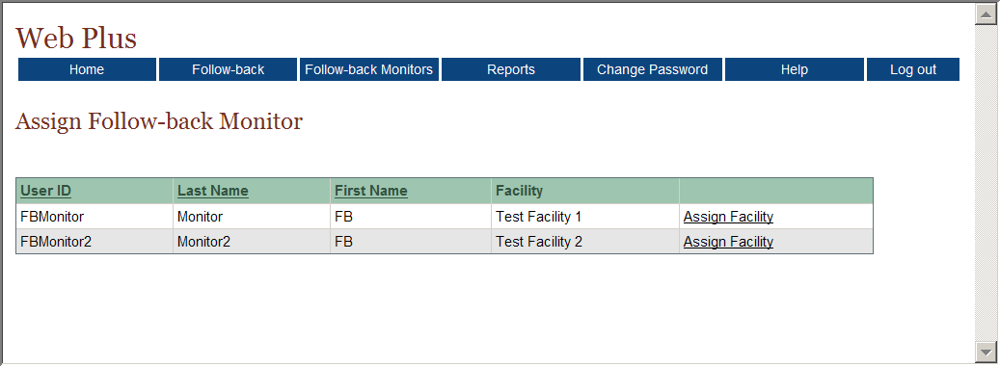 Web Plus
Home Follow-back Follow-back Monitors Reports Change Password Help Log out
Assign Follow-back Monitor
User ID Last Name First Name Facility
FBMonitor Monitor FB Test Facility 1 Assign Facility
FBMonitor2 Monitor2 FB Test Facility 2 Assign Facility